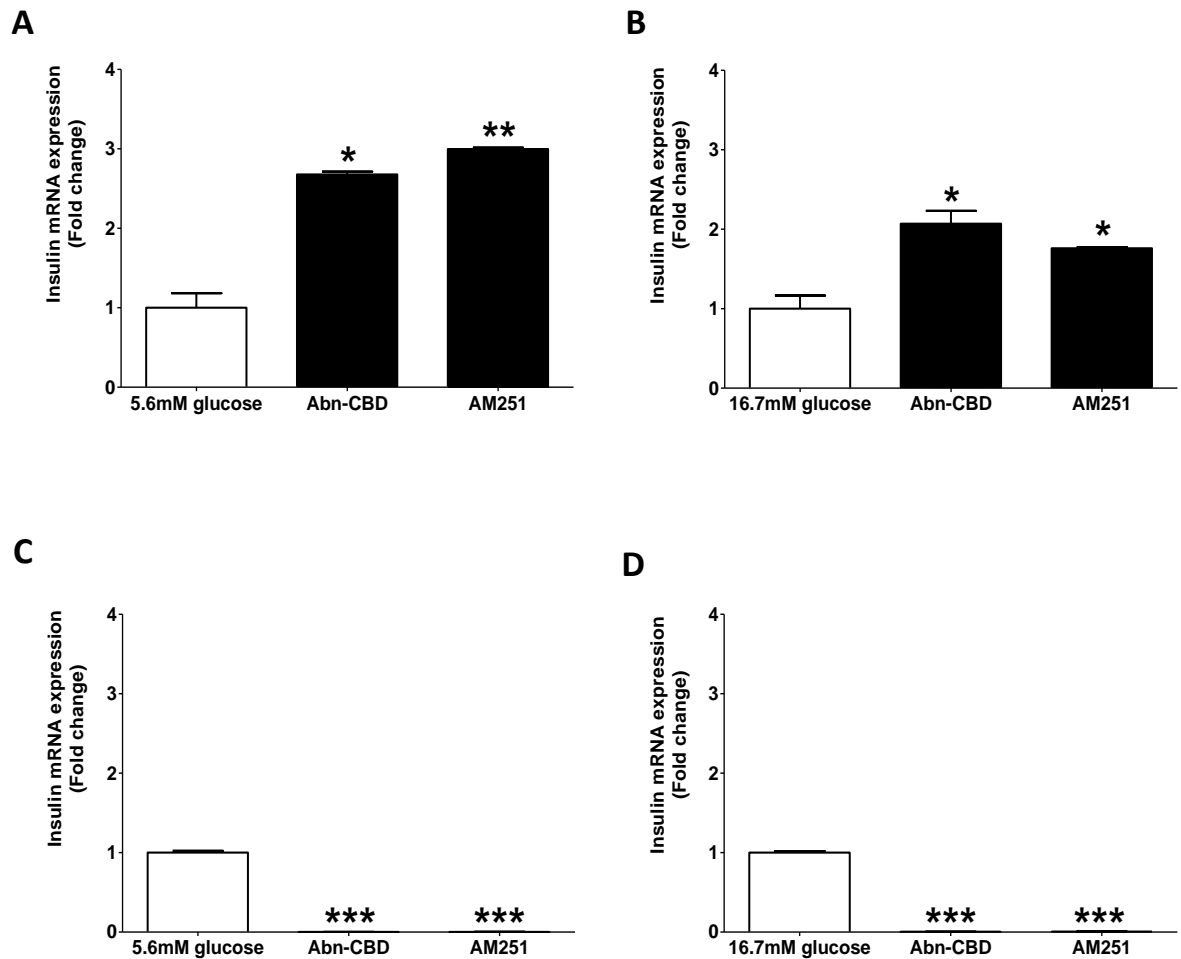 A
Insulin mRNA expression
(Fold change)
4
3
2
1
0
*
**
5.6mM glucose
Abn-CBD
AM251
B
Insulin mRNA expression
(Fold change)
4
3
2
1
0
*
*
16.7mM glucose
Abn-CBD
AM251
C
Insulin mRNA expression
(Fold change)
4
3
2
1
0
***
***
5.6mM glucose
Abn-CBD
AM251
D
Insulin mRNA expression
(Fold change)
4
3
2
1
0
***
***
16.7mM glucose
Abn-CBD
AM251